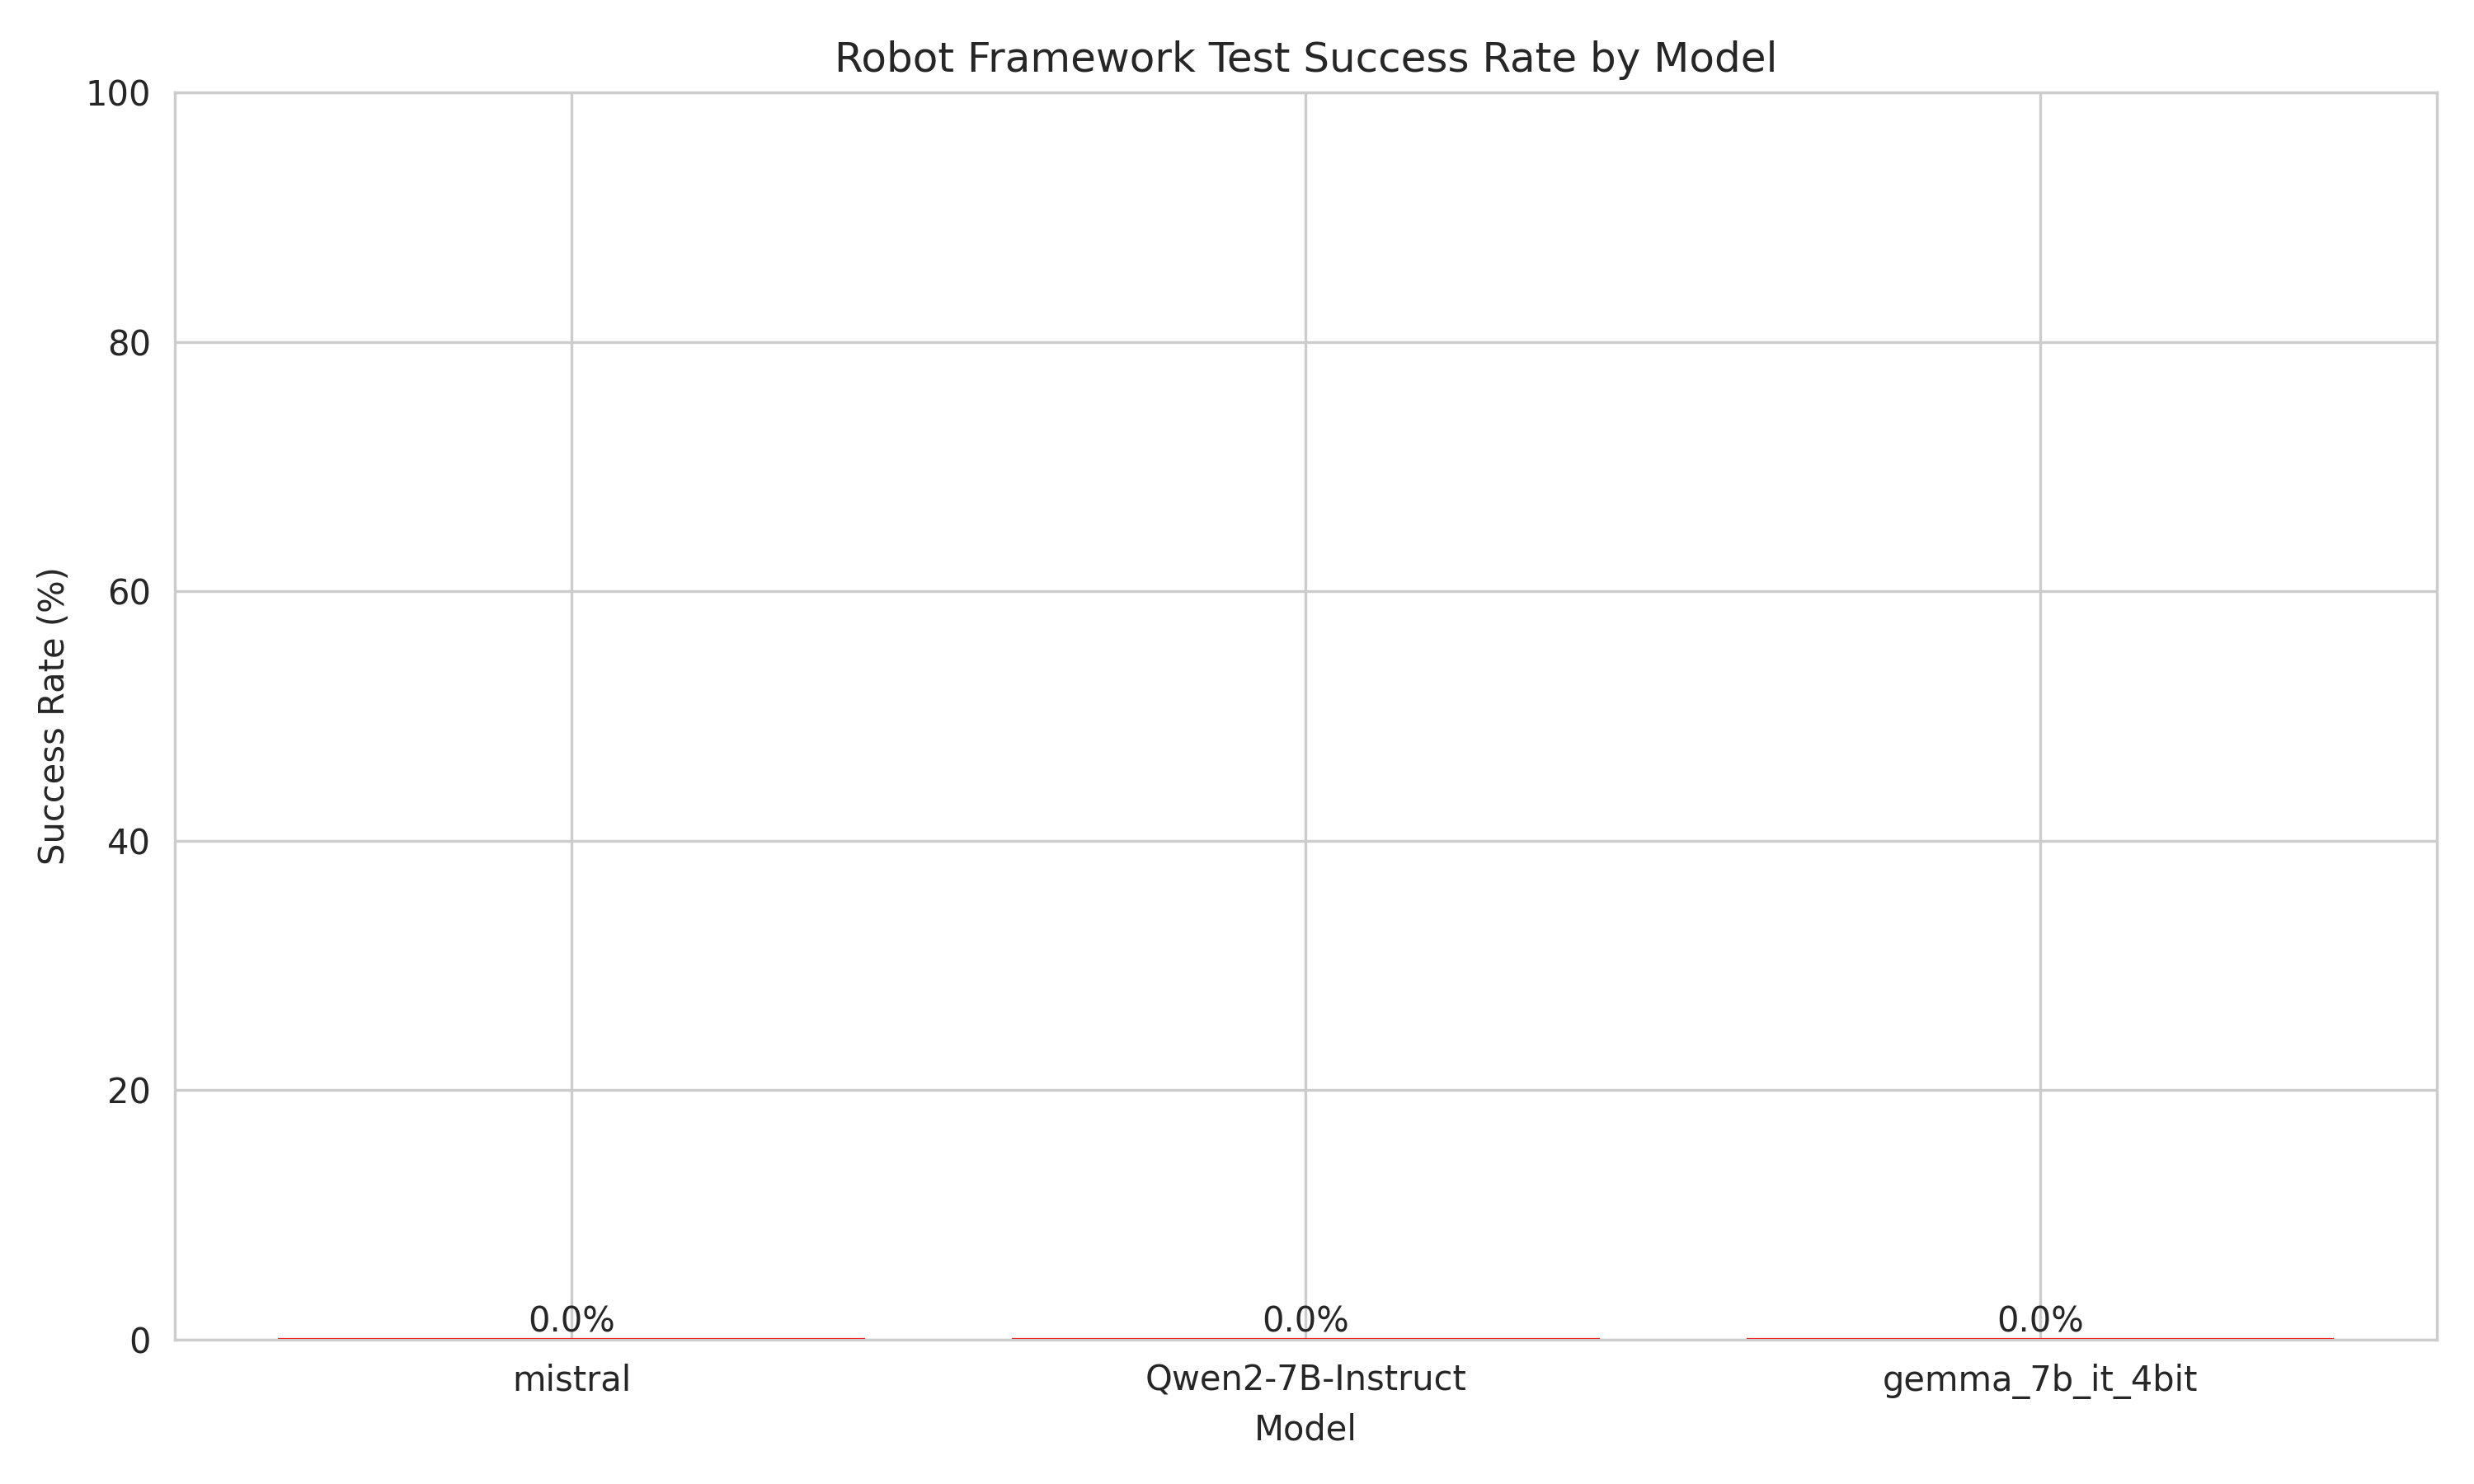 Robot Framework Test Success Rate by Model
Success Rate (%)
100
80
60
40
20
0
0.0% 0.0% 0.0%
mistral Qwen2-7B-Instruct gemma_7b_it_4bit
Model